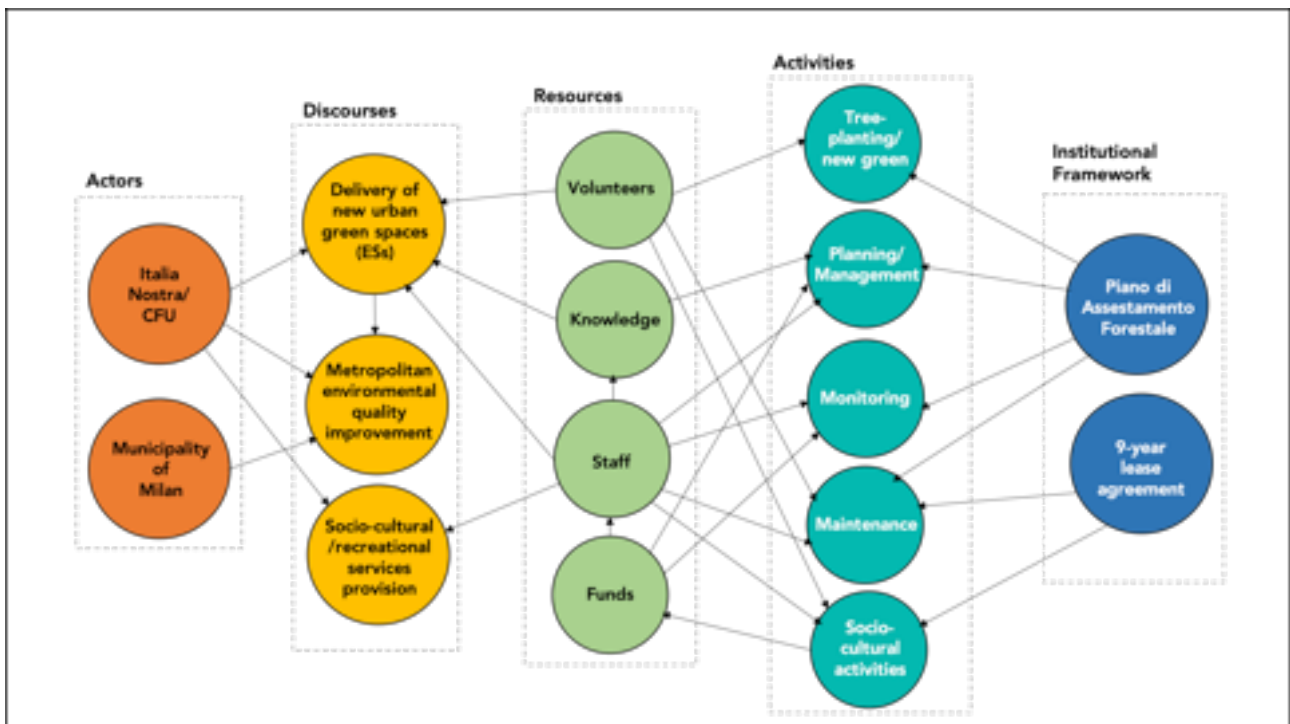 Actors
Italia
Nostra/
CFU
Municipality
of
Milan
Discourses
Delivery of
new urban
green spaces
(ESs)
Metropolitan
environmental
quality
improvement
Socio-cultural
/recreational
services
provision
Resources
Volunteers
Knowledge
Staff
Funds
Activities
Tree-
planting/
new green
Planning/
Management
Monitoring
Maintenance
Socio-
cultural
activities
Institutional
Framework
Piano di
Assestamento
Forestale
9-year
lease
agreement